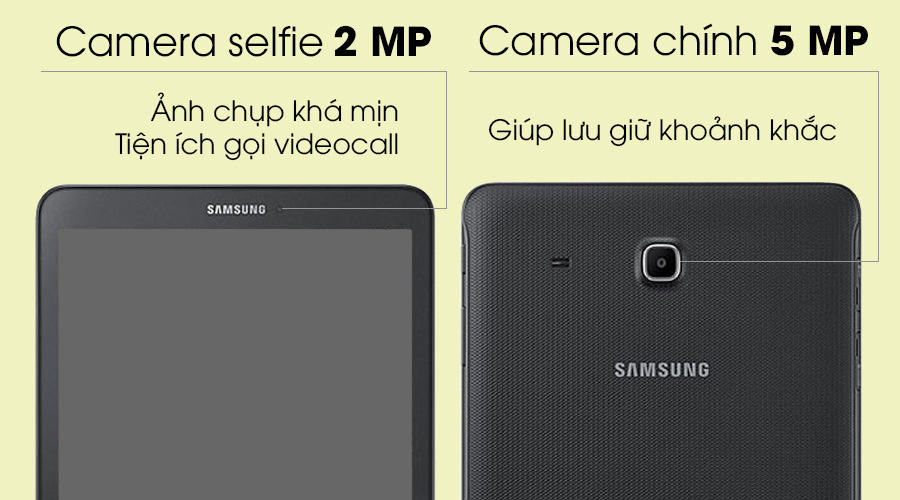 Camera selfie 2 MP
Ảnh chụp khá mịn
Tiện ích gọi videocall
SAMSUNG
Camera chính 5 MP
Giúp lưu giữ khoảnh khắc
SAMSUNG